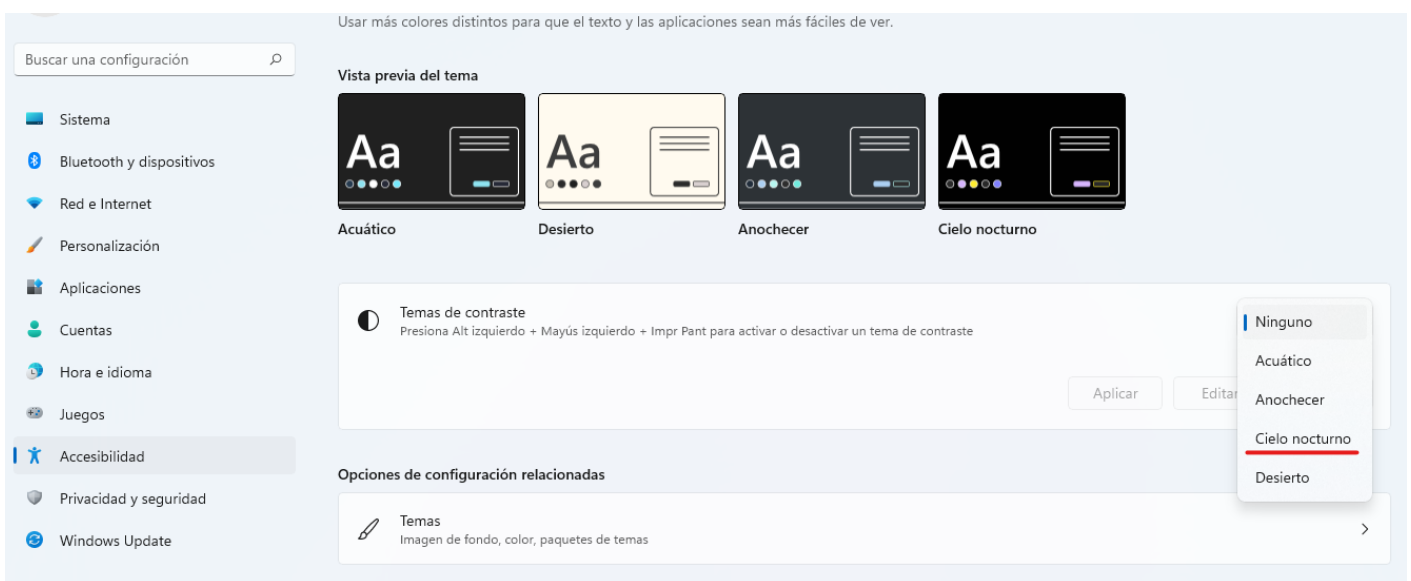 Usar más colores distintos para que el texto y las aplicaciones sean más fáciles de ver.
Buscar una configuración
Sistema
Bluetooth y dispositivos
Red e Internet
Personalización
Aplicaciones
Cuentas
Hora e idioma
Juegos
Accesibilidad
Privacidad y seguridad
Windows Update
Vista previa del tema
Aa
Aa
Aa
Aa
Acuático
Desierto
Anochecer
Cielo nocturno
Temas de contraste
Presiona Alt izquierdo + Mayús izquierdo + Impr Pant para activar o desactivar un tema de contraste
Aplicar
Editar
Ninguno
Acuático
Anochecer
Cielo nocturno
Desierto
Opciones de configuración relacionadas
Temas
Imagen de fondo, color, paquetes de temas